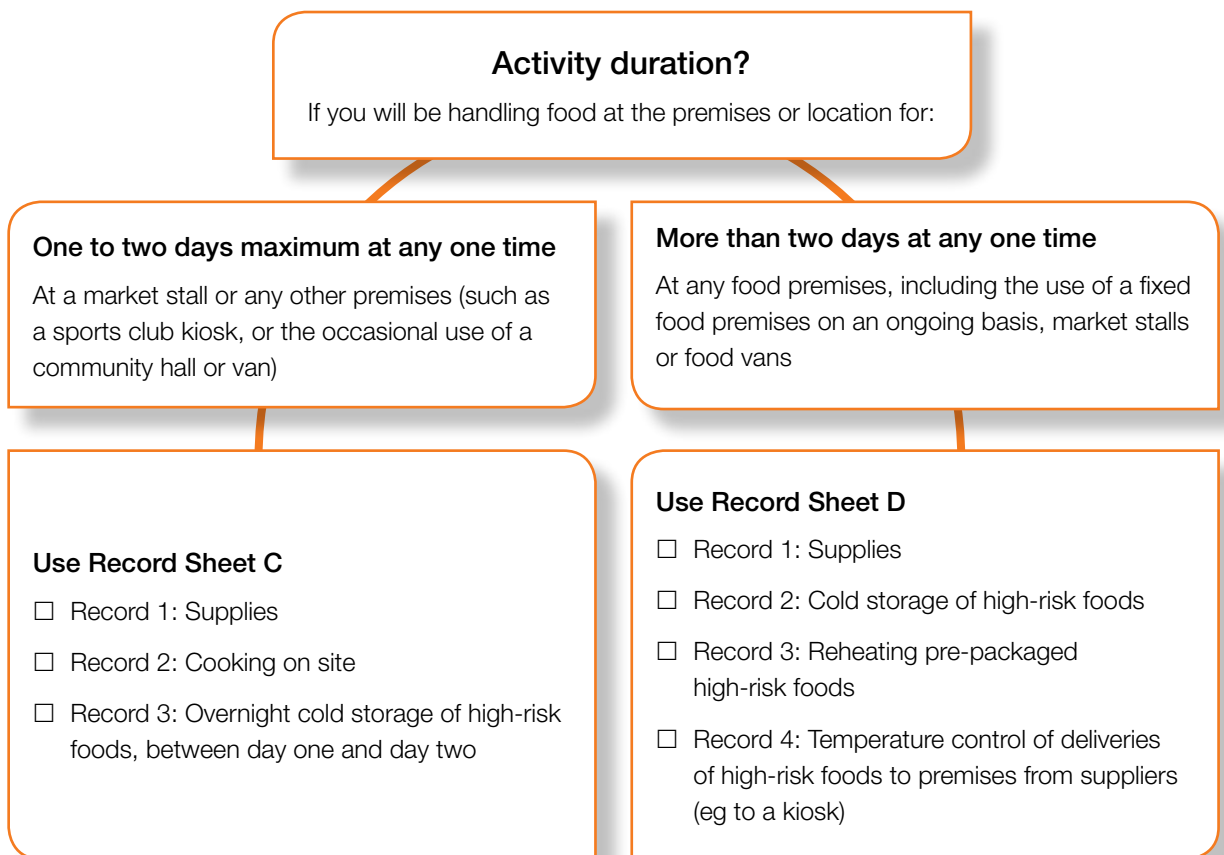 Activity duration?
If you will be handling food at the premises or location for:
One to two days maximum at any one time
At a market stall or any other premises (such as
a sports club kiosk, or the occasional use of a
community hall or van)
More than two days at any one time
At any food premises, including the use of a fixed
food premises on an ongoing basis, market stalls
or food vans
Use Record Sheet C
☐ Record 1: Supplies
☐ Record 2: Cooking on site
☐ Record 3: Overnight cold storage of high-risk
foods, between day one and day two
Use Record Sheet D
☐ Record 1: Supplies
☐ Record 2: Cold storage of high-risk foods
☐ Record 3: Reheating pre-packaged
high-risk foods
☐ Record 4: Temperature control of deliveries
of high-risk foods to premises from suppliers
(eg to a kiosk)